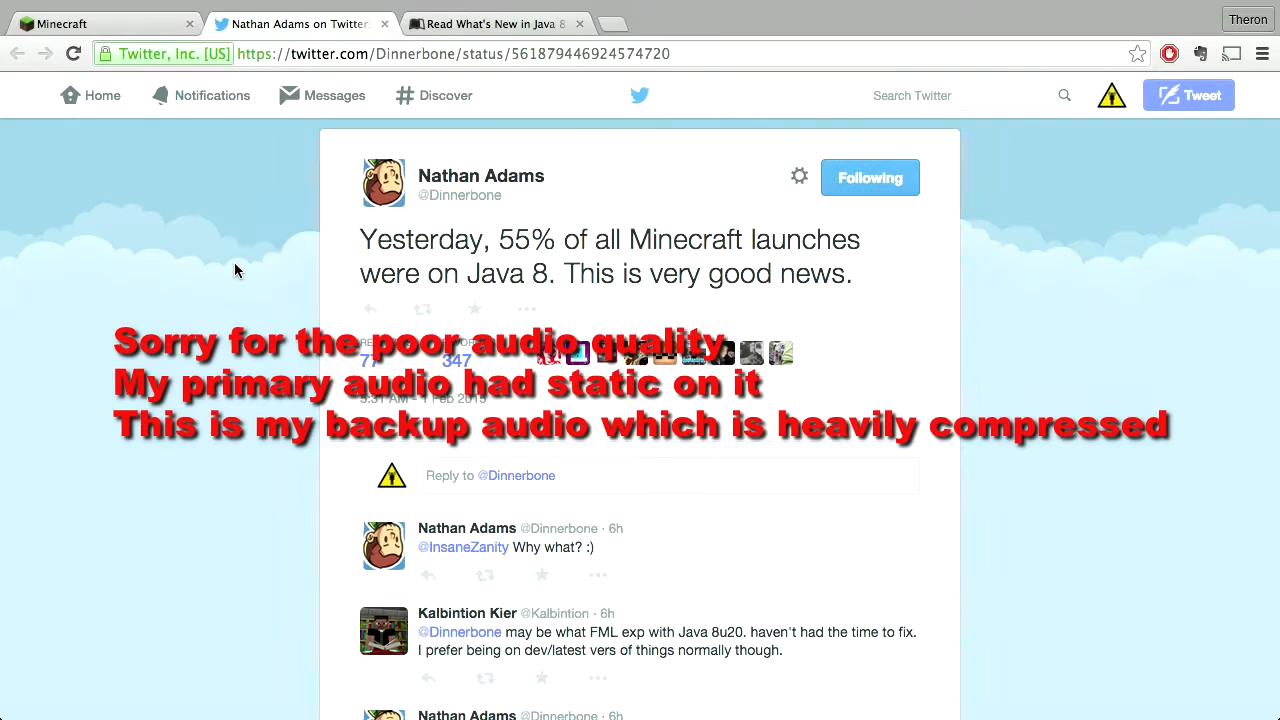 Minecraft
Nathan Adams on Twitter:
Read What's New in Java 8
Theron
Twitter, Inc. [US] https://twitter.com/Dinnerbone/status/561879446924574720
Home Notifications Messages Discover Search Twitter Tweet
Nathan Adams
@Dinnerbone
Following
Yesterday, 55% of all Minecraft launches
were on Java 8. This is very good news.
Sorry for the poor audio quality
77 347
My primary audio had static on it
5:31 AM - 1 Feb 2015
This is my backup audio which is heavily compressed
Reply to @Dinnerbone
Nathan Adams @Dinnerbone · 6h
@InsaneZanity Why what? :)
Kalbintion Kier @Kalbintion · 6h
@Dinnerbone may be what FML exp with Java 8u20. haven't had the time to fix.
I prefer being on dev/latest vers of things normally though.
Nathan Adams @Dinnerbone · 6h